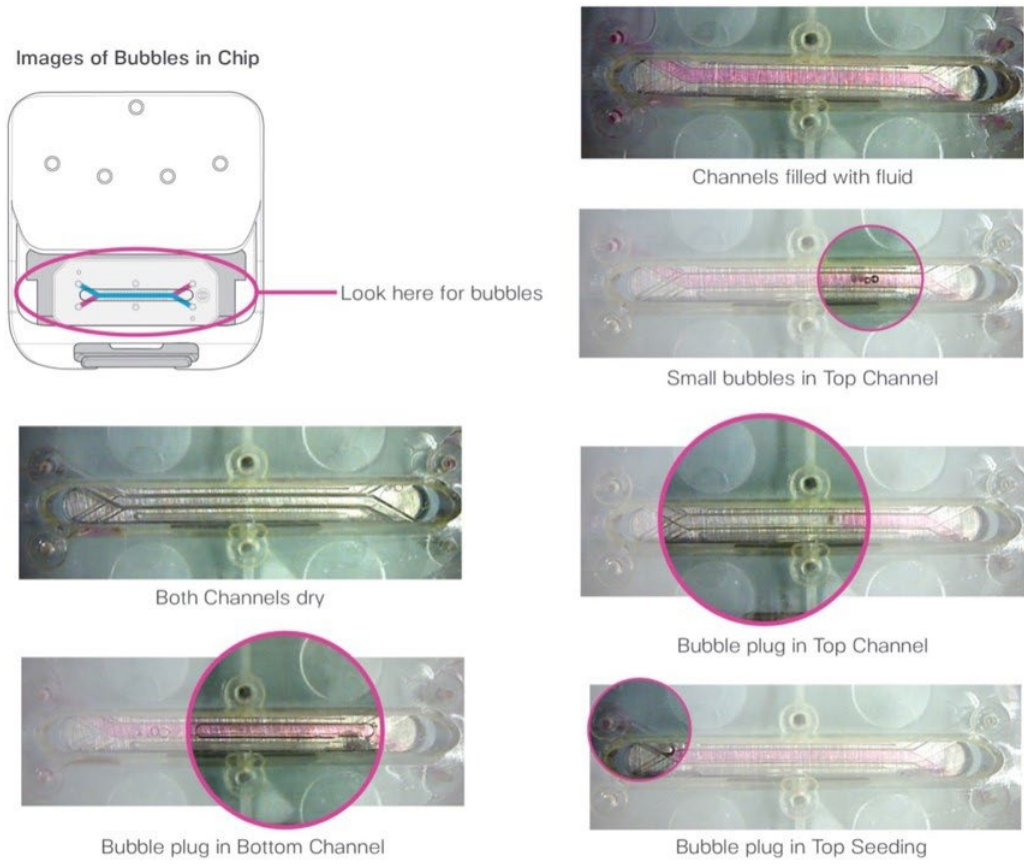 Images of Bubbles in Chip
Look here for bubbles
Both Channels dry
Bubble plug in Bottom Channel
Channels filled with fluid
Small bubbles in Top Channel
Bubble plug in Top Channel
Bubble plug in Top Seeding